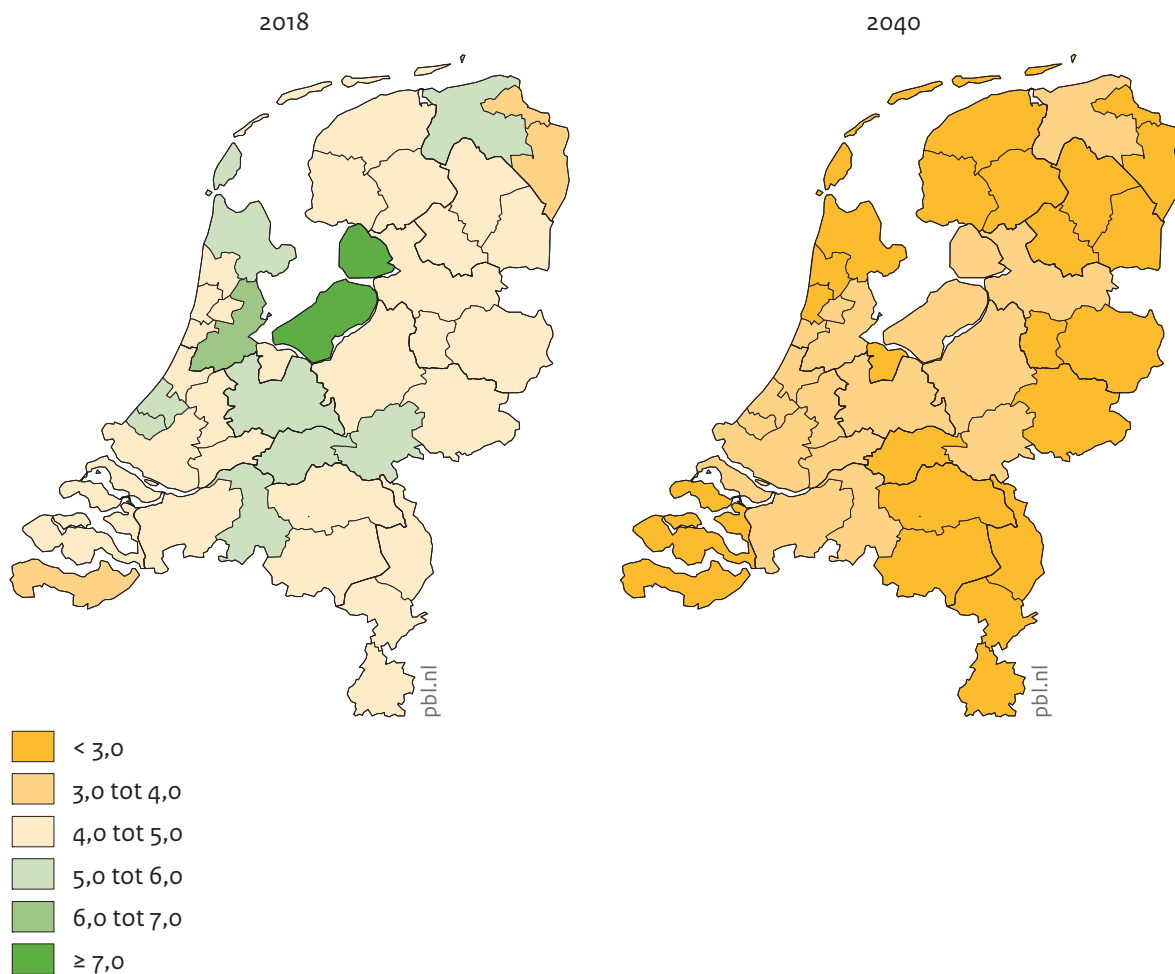 2018
2040
pbl.nl
pbl.nl
< 3,0
3,0 tot 4,0
4,0 tot 5,0
5,0 tot 6,0
6,0 tot 7,0
≥ 7,0